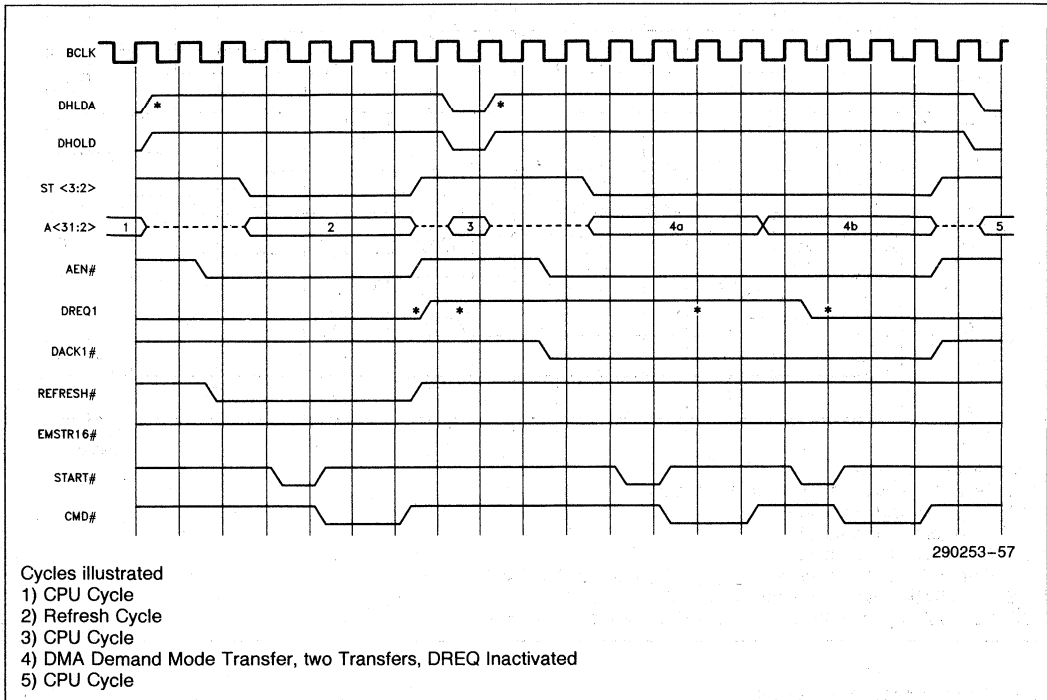 BCLK
DHLDA * *
DHOLD
ST <3:2>
A<31:2> 1 2 3 4a 4b 5
AEN#
DREQ1 * * * *
DACK1#
REFRESH#
EMSTR16#
START#
CMD#
290253–57
Cycles illustrated
1) CPU Cycle
2) Refresh Cycle
3) CPU Cycle
4) DMA Demand Mode Transfer, two Transfers, DREQ Inactivated
5) CPU Cycle